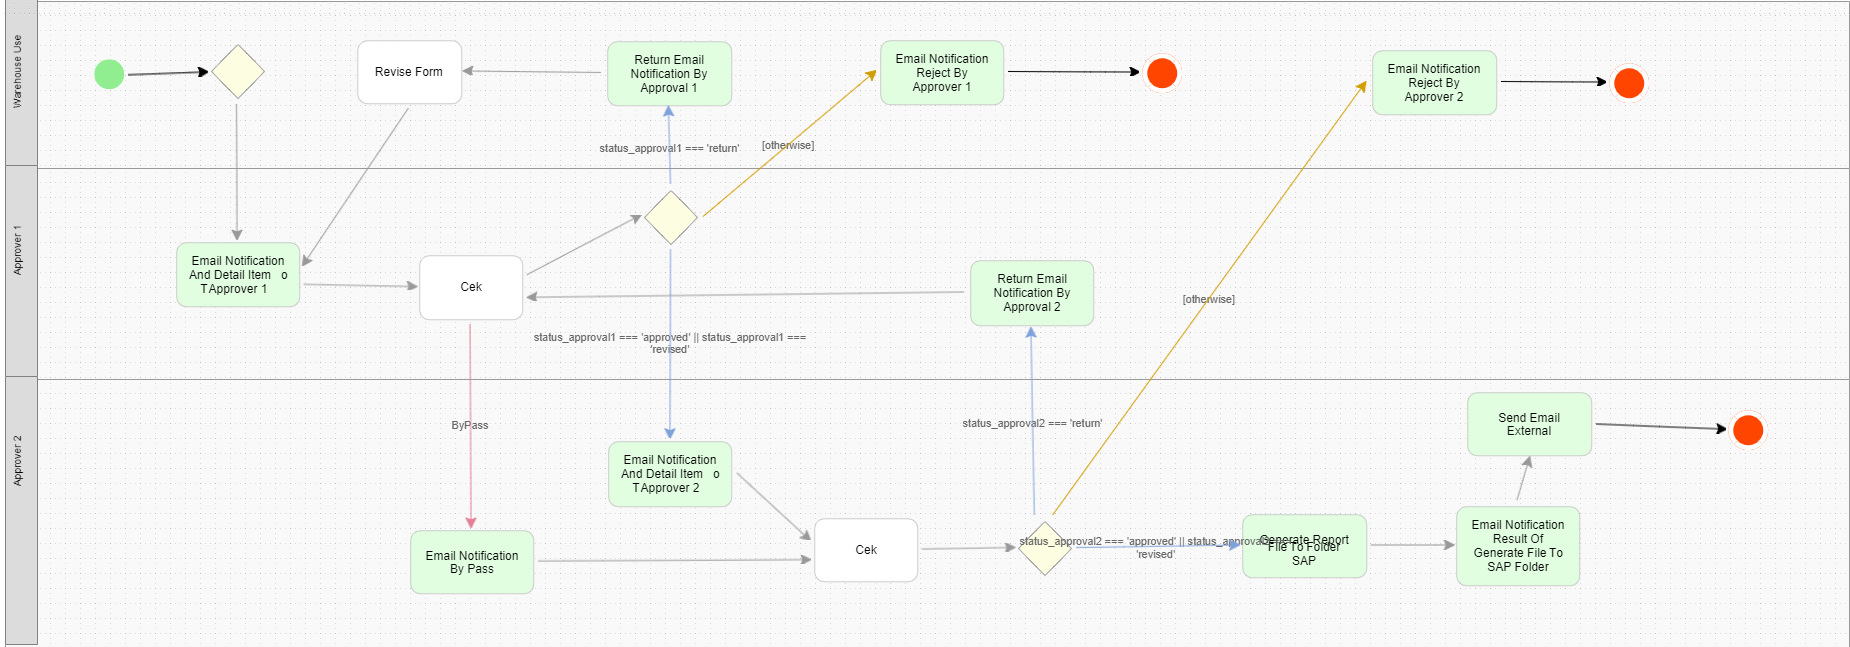 Warehouse Use
Revise Form
Return Email
Notification By
Approval 1
Email Notification
Reject By
Approver 1
Email Notification
Reject By
Approver 2
status_approval1 === 'return'
[otherwise]
Approver 1
Email Notification
And Detail Item o
TApprover 1
Cek
Return Email
Notification By
Approval 2
[otherwise]
status_approval1 === 'approved' || status_approval1 ===
'revised'
Approver 2
ByPass
status_approval2 === 'return'
Send Email
External
Email Notification
And Detail Item o
TApprover 2
Email Notification
By Pass
Cek
status_approval2 === 'approved' || status_approval2 ===
'revised'
Generate Report
File To Folder
SAP
Email Notification
Result Of
Generate File To
SAP Folder